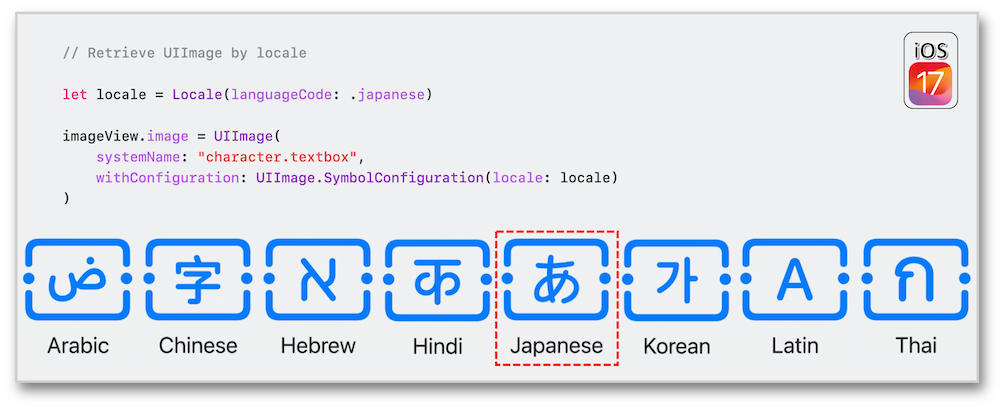 // Retrieve UIImage by locale
iOS
17
let locale = Locale(languageCode: .japanese)
imageView.image = UIImage(
    systemName: "character.textbox",
    withConfiguration: UIImage.SymbolConfiguration(locale: locale)
)
ض 字 א क あ 가 A ก
Arabic Chinese Hebrew Hindi Japanese Korean Latin Thai